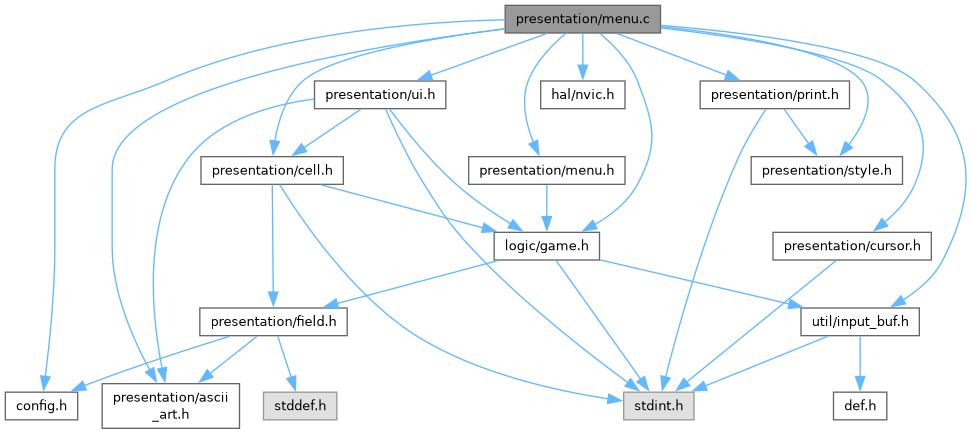 presentation/menu.c
presentation/ui.h
hal/nvic.h
presentation/print.h
presentation/cell.h
presentation/menu.h
presentation/style.h
logic/game.h
presentation/cursor.h
presentation/field.h
util/input_buf.h
config.h
presentation/ascii
_art.h
stddef.h
stdint.h
def.h